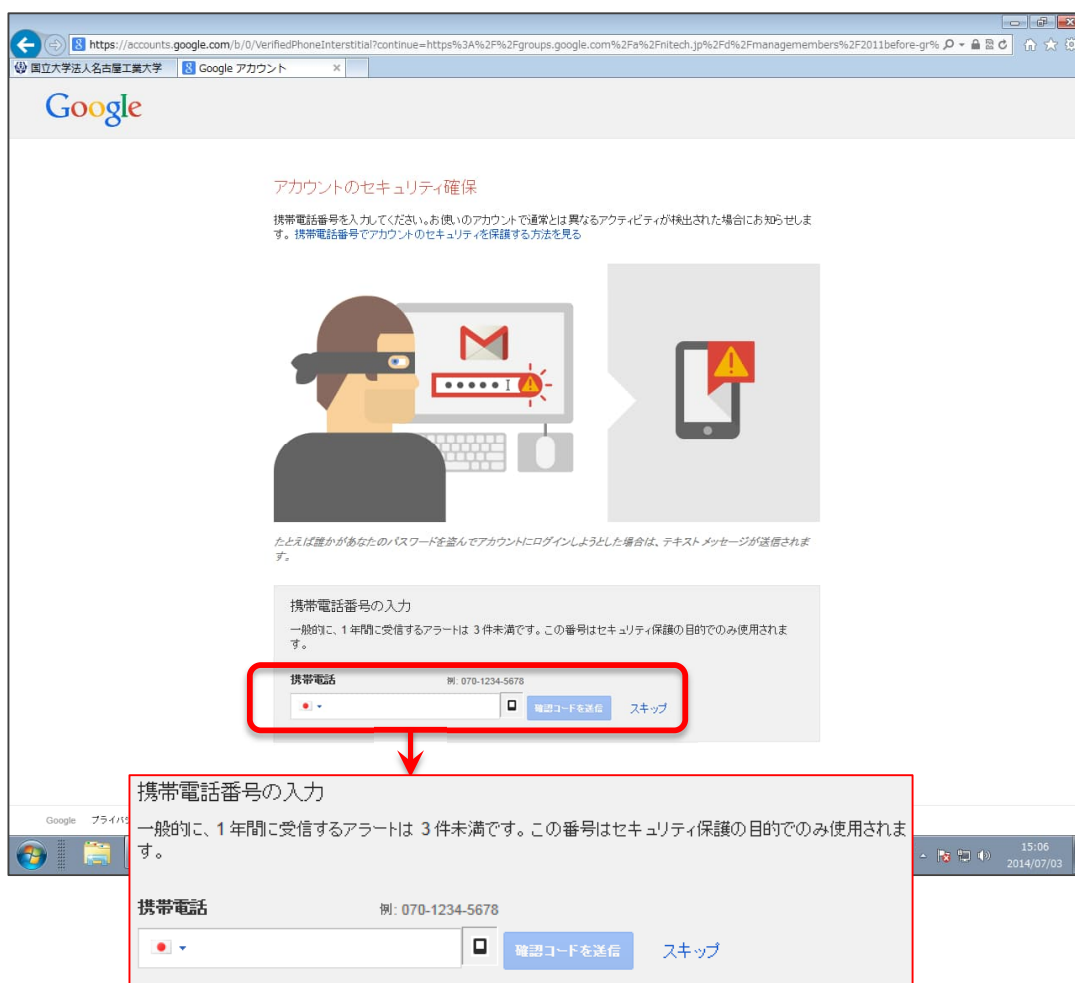 https://accounts.google.com/b/0/VerifiedPhoneInterstitial?continue=https%3A%2F%2Fgroups.google.com%2Fa%2Fnitech.jp%2Fd%2Fmanagemembers%2F2011before-gr%
国立大学法人名古屋工業大学 Google アカウント
Google
アカウントのセキュリティ確保
携帯電話番号を入力してください。お使いのアカウントで通常とは異なるアクティビティが検出された場合にお知らせしま
す。携帯電話番号でアカウントのセキュリティを保護する方法を見る
たとえば誰かがあなたのパスワードを盗んでアカウントにログインしようとした場合は、テキスト メッセージが送信されま
す。
携帯電話番号の入力
一般的に、1 年間に受信するアラートは 3 件未満です。この番号はセキュリティ保護の目的でのみ使用されま
す。
携帯電話 例: 070-1234-5678
確認コードを送信 スキップ
携帯電話番号の入力
一般的に、1 年間に受信するアラートは 3 件未満です。この番号はセキュリティ保護の目的でのみ使用されま
す。
携帯電話 例: 070-1234-5678
確認コードを送信 スキップ
Google プライバ
15:06
2014/07/03